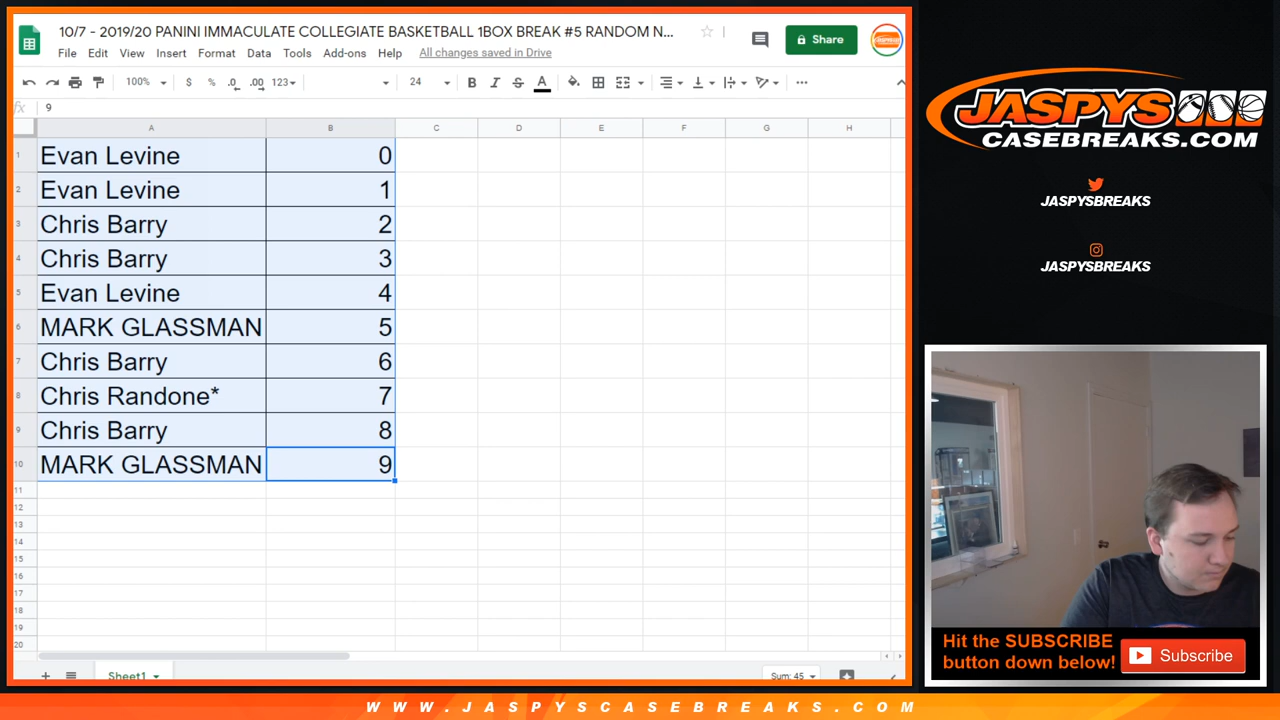 10/7 - 2019/20 PANINI IMMACULATE COLLEGIATE BASKETBALL 1BOX BREAK #5 RANDOM N...
Share
File Edit View Insert Format Data Tools Add-ons Help All changes saved in Drive
100% $ % .0 .00 123 24 B I S A ...
fx 9
A B C D E F G H
1 Evan Levine 0
2 Evan Levine 1
3 Chris Barry 2
4 Chris Barry 3
5 Evan Levine 4
6 MARK GLASSMAN 5
7 Chris Barry 6
8 Chris Randone* 7
9 Chris Barry 8
10 MARK GLASSMAN 9
11
12
13
14
15
16
17
18
19
20
+ Sheet1 Sum: 45
JASPYS
CASEBREAKS.COM
JASPYSBREAKS
JASPYSBREAKS
Hit the SUBSCRIBE
button down below!
Subscribe
WWW.JASPYSCASEBREAKS.COM